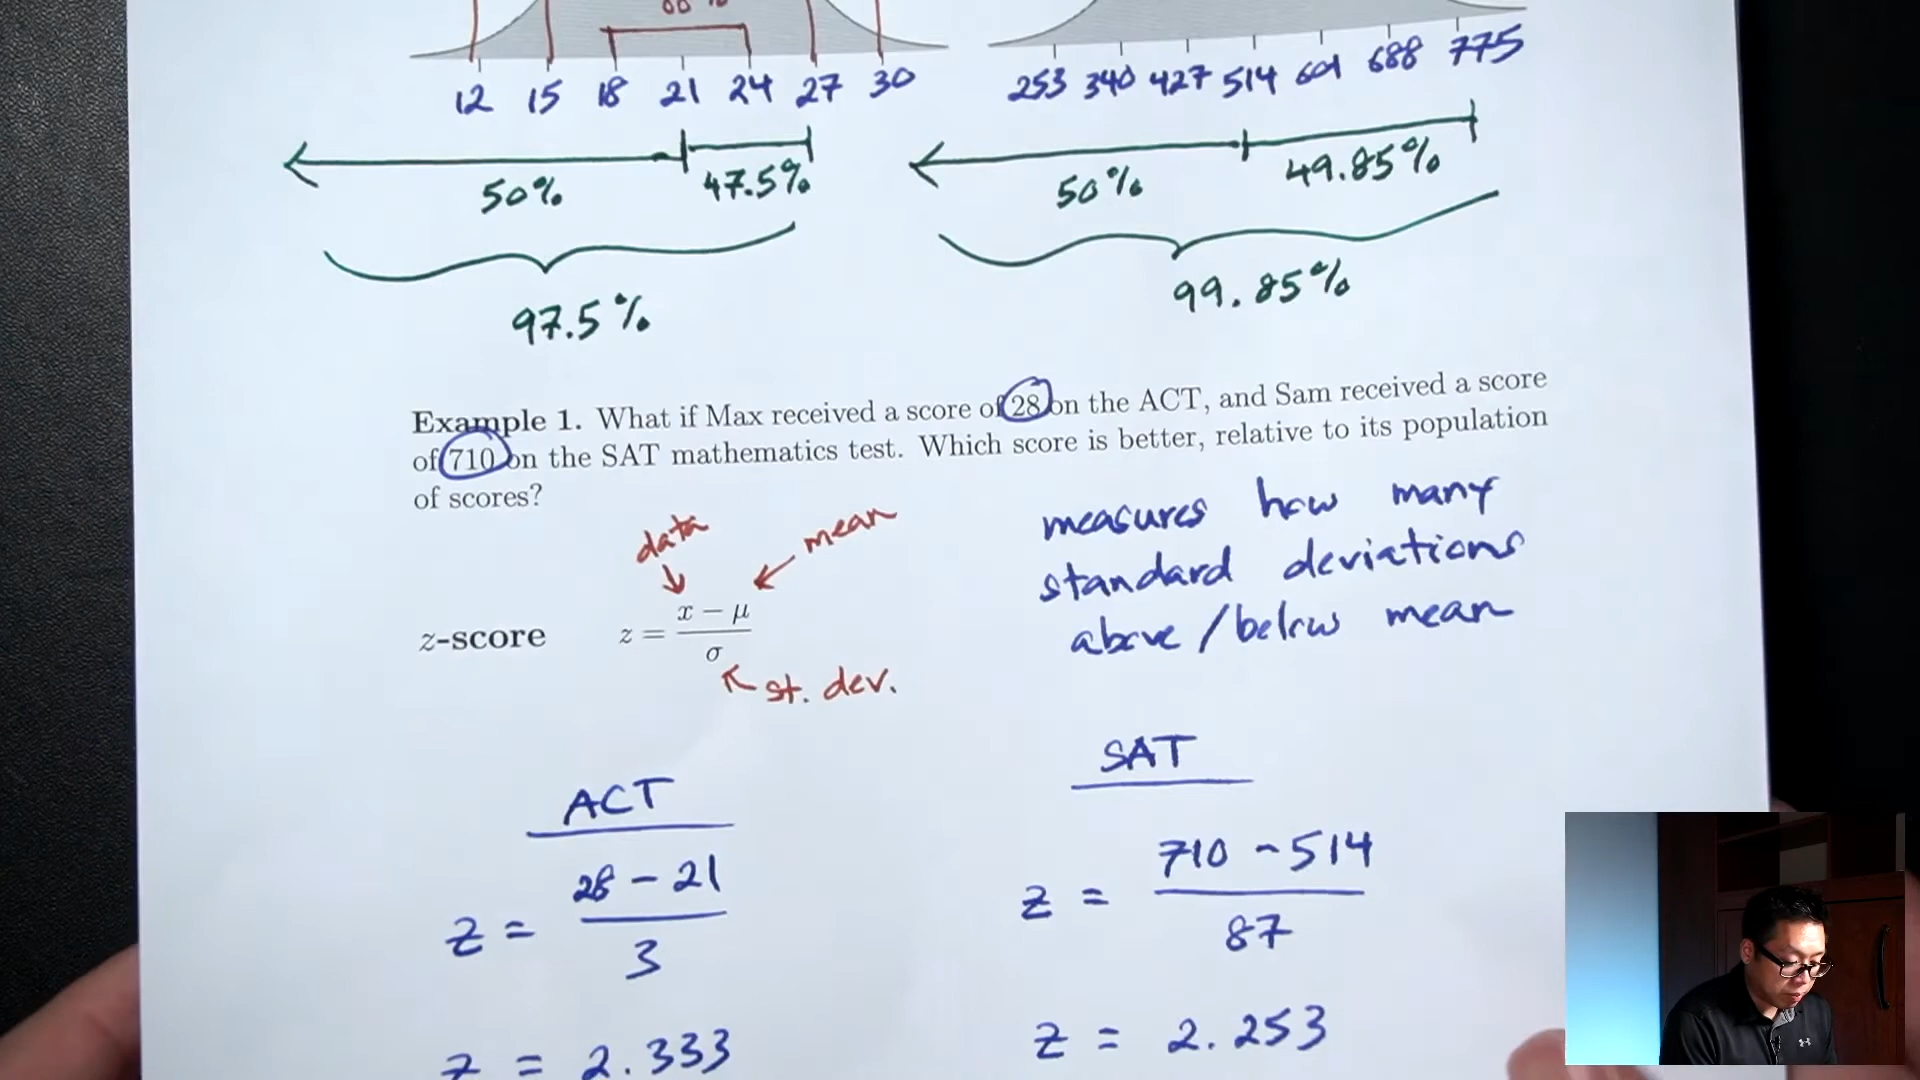 12 15 18 21 24 27 30
253 340 427 514 601 688 775
50% 47.5%
50% 49.85%
97.5%
99.85%
Example 1. What if Max received a score of 28 on the ACT, and Sam received a score
of 710 on the SAT mathematics test. Which score is better, relative to its population
of scores?
data
mean
z-score z = x − μ / σ
st. dev.
measures how many
standard deviations
above/below mean
ACT
z = 28 - 21 / 3
z = 2.333
SAT
z = 710 - 514 / 87
z = 2.253